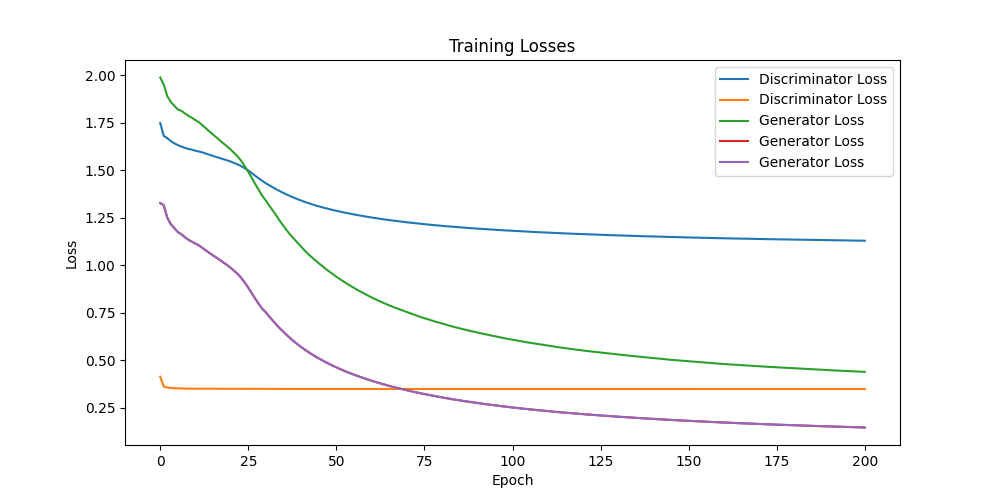 Training Losses
2.00
1.75
1.50
1.25
1.00
0.75
0.50
0.25
Loss
Discriminator Loss
Discriminator Loss
Generator Loss
Generator Loss
Generator Loss
0 25 50 75 100 125 150 175 200
Epoch